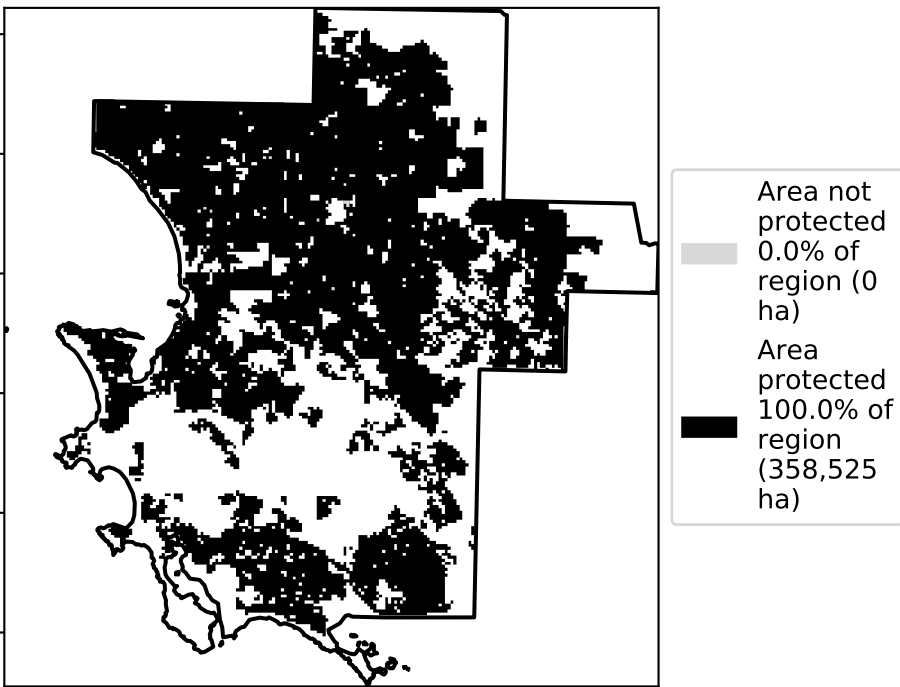 Area not
protected
0.0% of
region (0
ha)
Area
protected
100.0% of
region
(358,525
ha)